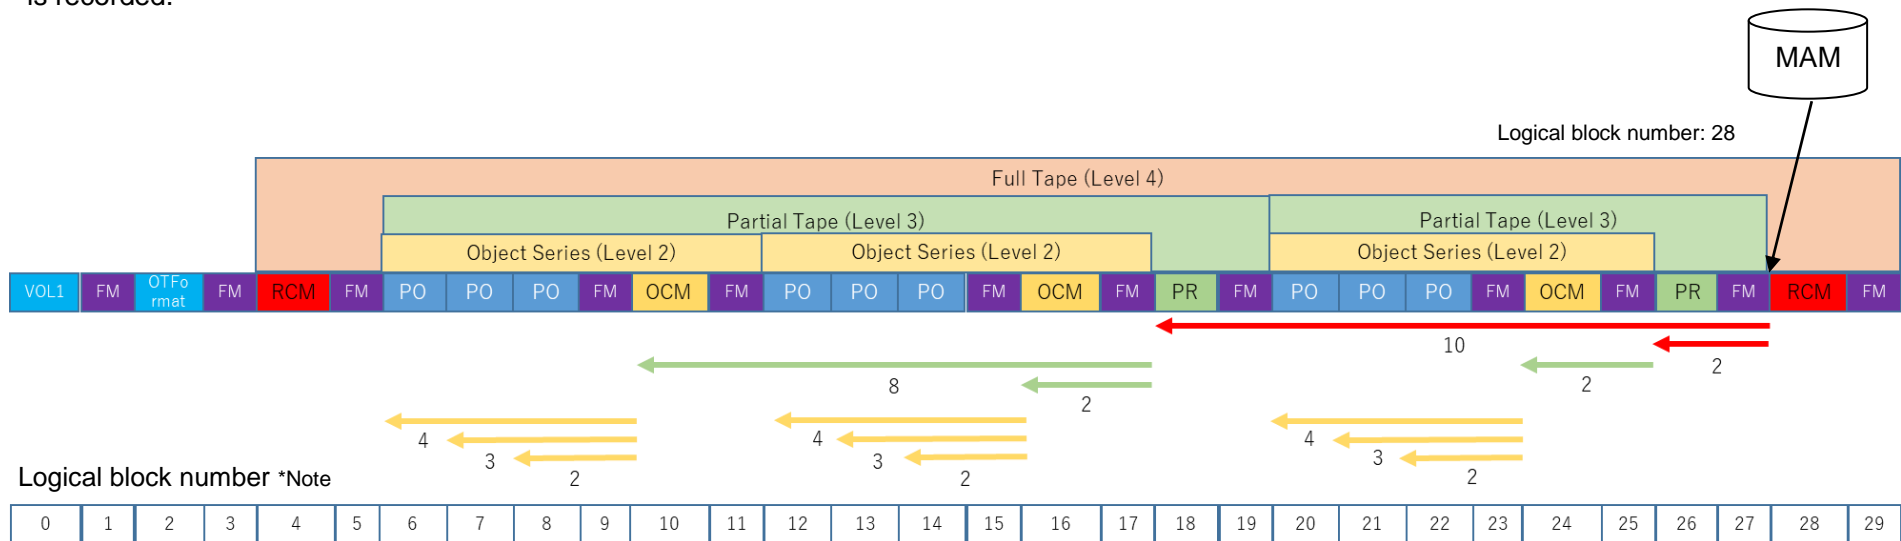 is recorded.
MAM
Logical block number: 28
Full Tape (Level 4)
Partial Tape (Level 3) Partial Tape (Level 3)
Object Series (Level 2) Object Series (Level 2) Object Series (Level 2)
VOL1 FM OTFo
rmat FM RCM FM PO PO PO FM OCM FM PO PO PO FM OCM FM PR FM PO PO PO FM OCM FM PR FM RCM FM
10
2
8
2
2
4
3
2
4
3
2
4
3
2
Logical block number *Note
0 1 2 3 4 5 6 7 8 9 10 11 12 13 14 15 16 17 18 19 20 21 22 23 24 25 26 27 28 29